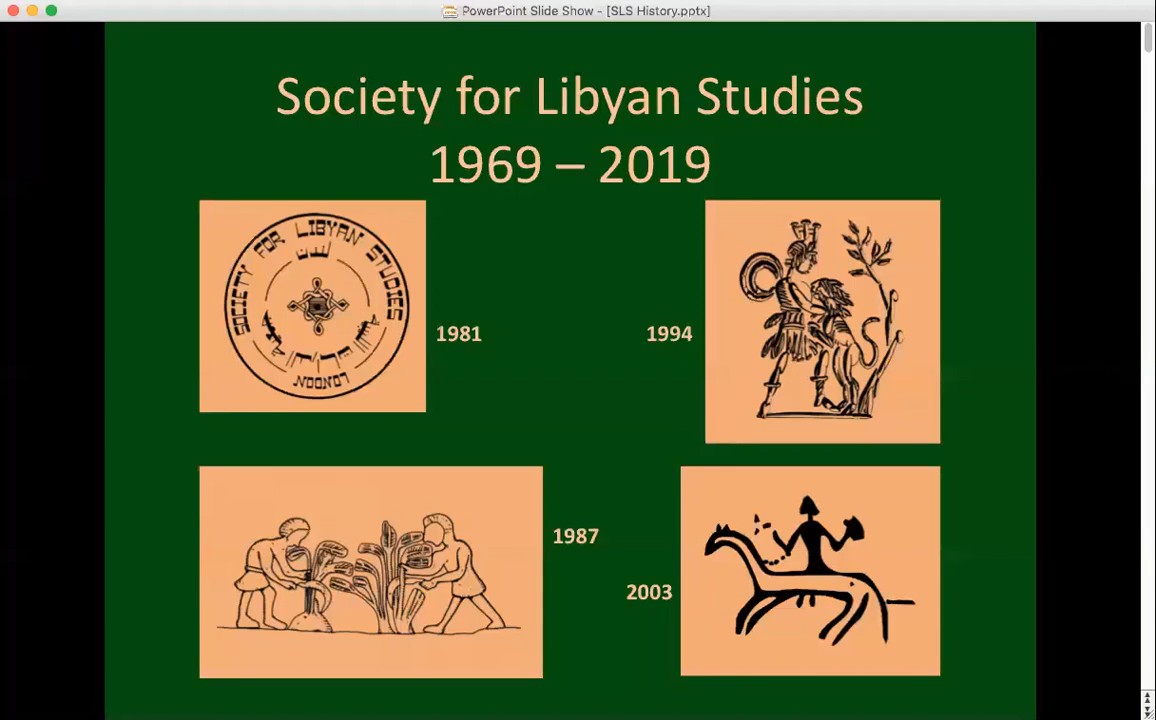 PowerPoint Slide Show - [SLS History.pptx]
Society for Libyan Studies
1969 – 2019
SOCIETY FOR LIBYAN STUDIES
لندن
LONDON
1981
1994
1987
2003